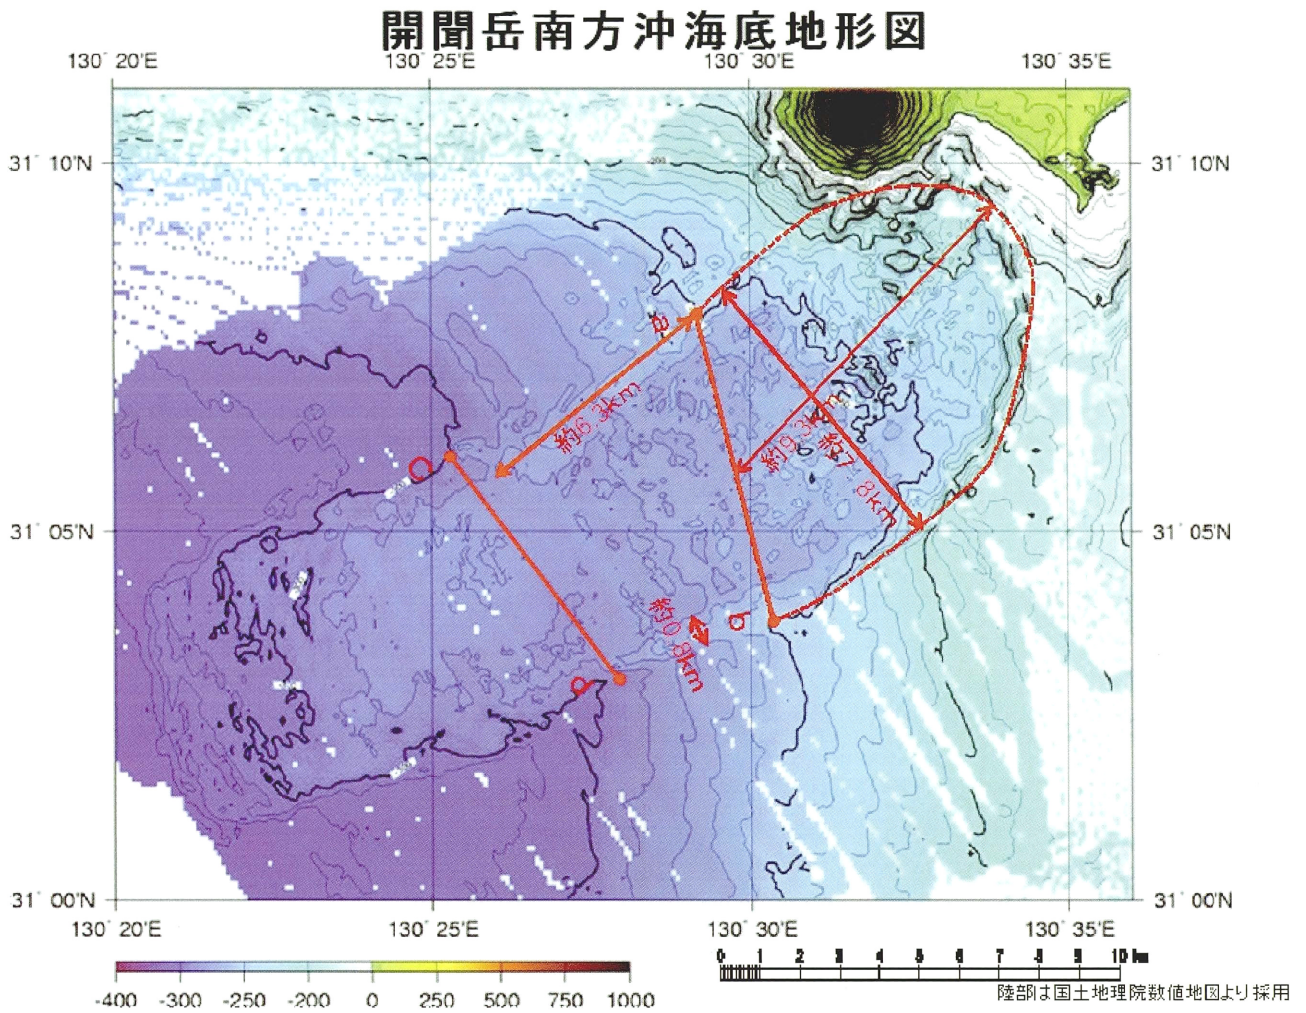 開聞岳南方沖海底地形図
130° 20'E 130° 25'E 130° 30'E 130° 35'E
31° 10'N 31° 10'N
-200
a
約6.3km
約9.3km
約7.8km
c
31° 05'N 31° 05'N
約0.8km
b
d
31° 00'N 31° 00'N
130° 20'E 130° 25'E 130° 30'E 130° 35'E
0 1 2 3 4 5 6 7 8 9 10 km
-400 -300 -250 -200 0 250 500 750 1000
陸部は国土地理院数値地図より採用